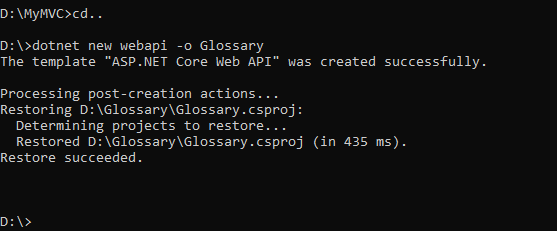 D:\MyMVC>cd..
D:\>dotnet new webapi -o Glossary
The template "ASP.NET Core Web API" was created successfully.
Processing post-creation actions...
Restoring D:\Glossary\Glossary.csproj:
  Determining projects to restore...
  Restored D:\Glossary\Glossary.csproj (in 435 ms).
Restore succeeded.
D:\>